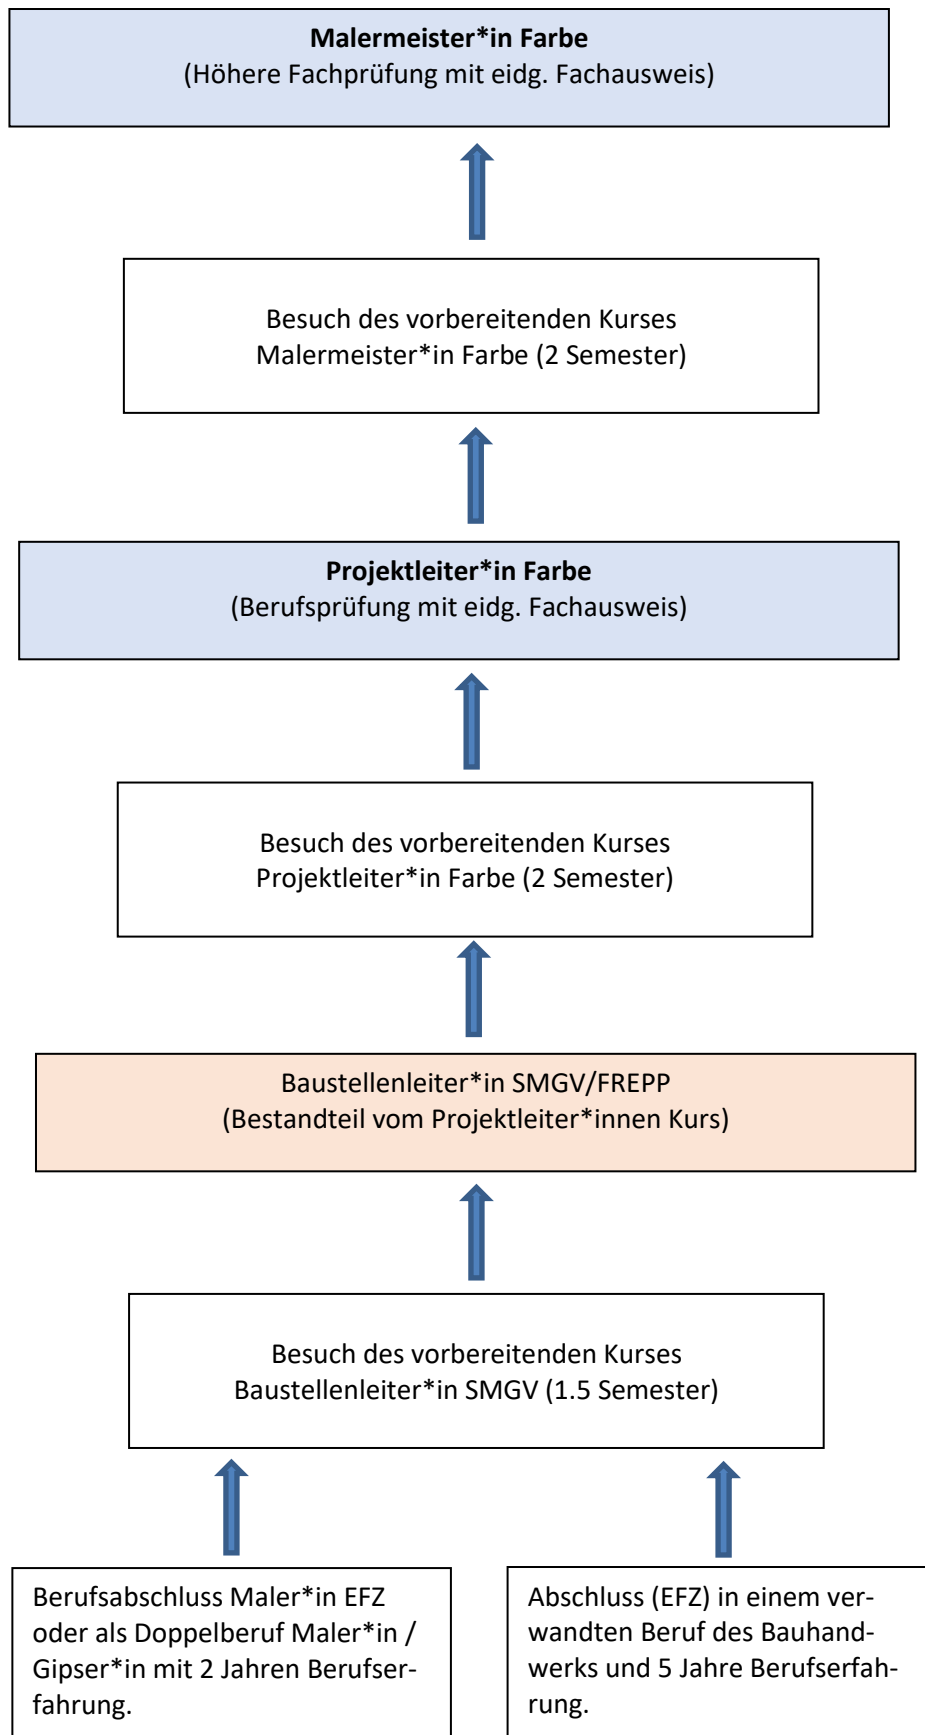 Malermeister*in Farbe
(Höhere Fachprüfung mit eidg. Fachausweis)
Besuch des vorbereitenden Kurses
Malermeister*in Farbe (2 Semester)
Projektleiter*in Farbe
(Berufsprüfung mit eidg. Fachausweis)
Besuch des vorbereitenden Kurses
Projektleiter*in Farbe (2 Semester)
Baustellenleiter*in SMGV/FREPP
(Bestandteil vom Projektleiter*innen Kurs)
Besuch des vorbereitenden Kurses
Baustellenleiter*in SMGV (1.5 Semester)
Berufsabschluss Maler*in EFZ
oder als Doppelberuf Maler*in /
Gipser*in mit 2 Jahren Berufser-
fahrung.
Abschluss (EFZ) in einem ver-
wandten Beruf des Bauhand-
werks und 5 Jahre Berufserfah-
rung.